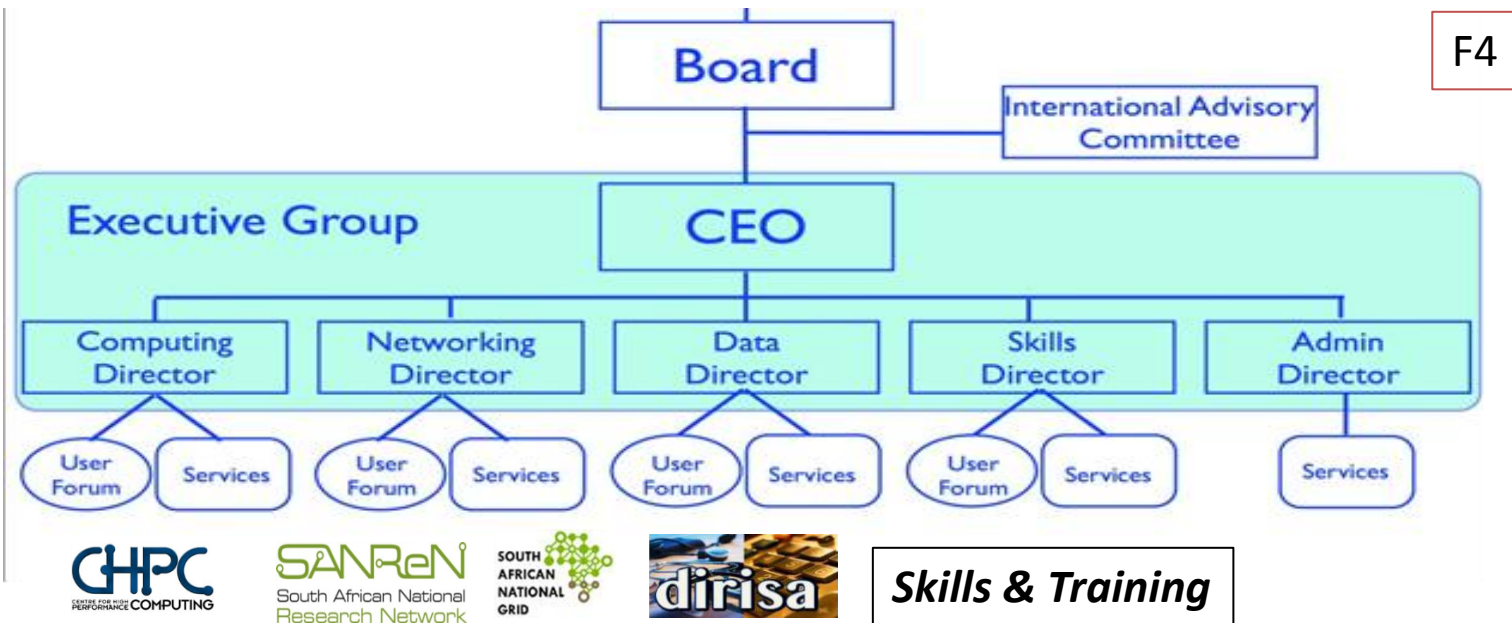 Board
F4
International Advisory
Committee
Executive Group
CEO
Computing
Director
Networking
Director
Data
Director
Skills
Director
Admin
Director
User
Forum
Services
User
Forum
Services
User
Forum
Services
User
Forum
Services
Services
CHPC
CENTRE FOR HIGH
PERFORMANCE COMPUTING
SANReN
South African National
Research Network
SOUTH
AFRICAN
NATIONAL
GRID
dirisa
Skills & Training